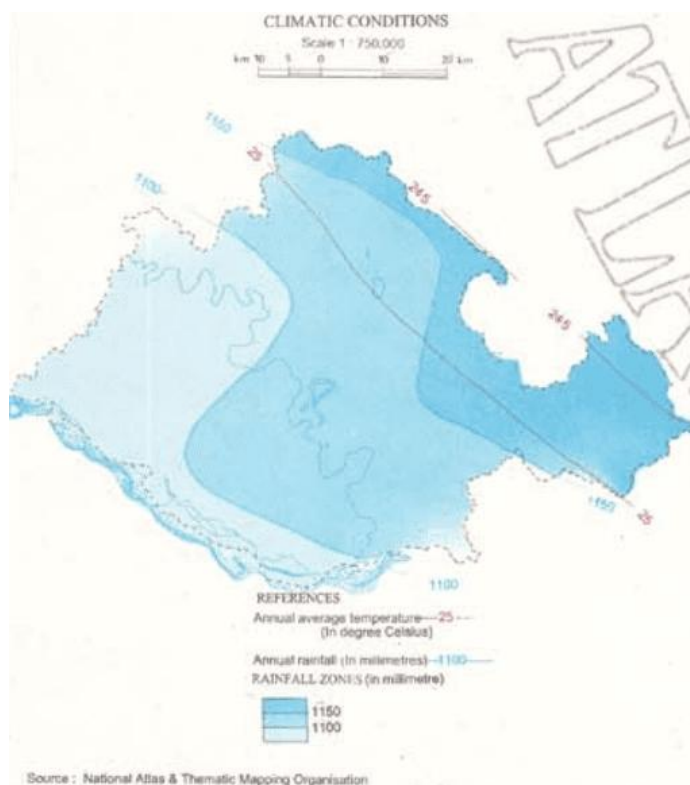 CLIMATIC CONDITIONS
Scale 1 : 750,000
km 10 5 0 10 20 km
ATLA
1150
25
1100
24.5
24.5
1150
25
1100
REFERENCES
Annual average temperature 25
(In degree Celsius)
Annual rainfall (In millimetres) 1100
RAINFALL ZONES (in millimetre)
1150
1100
Source : National Atlas & Thematic Mapping Organisation